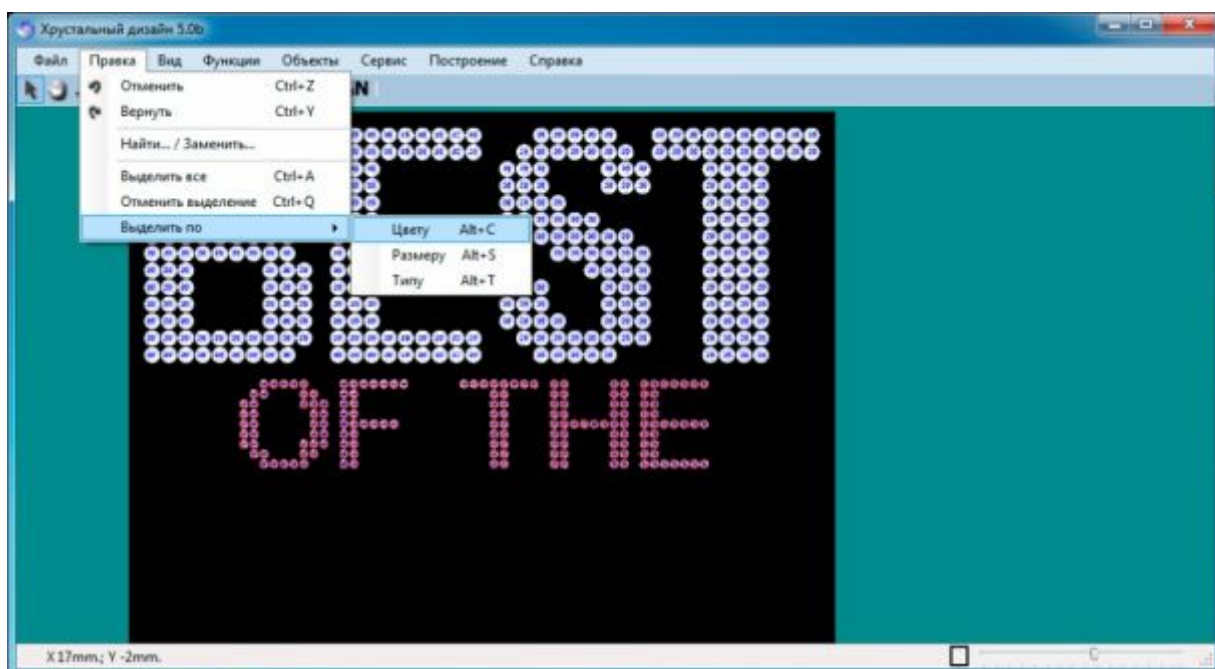 Хрустальный дизайн 5.0b
Файл Правка Вид Функции Объекты Сервис Построение Справка
Отменить Ctrl+Z
Вернуть Ctrl+Y
Найти... / Заменить...
Выделить все Ctrl+A
Отменить выделение Ctrl+Q
Выделить по
Цвету Alt+C
Размеру Alt+S
Типу Alt+T
BEST
OF THE
X 17mm.; Y -2mm.